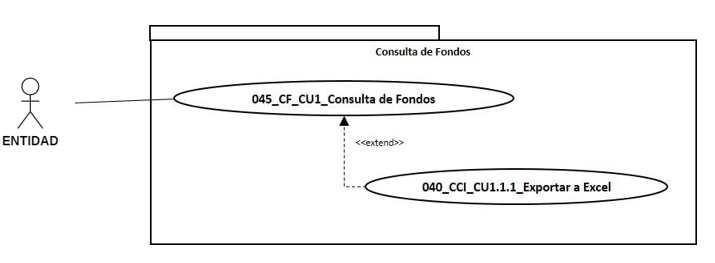 Consulta de Fondos
045_CF_CU1_Consulta de Fondos
ENTIDAD
<<extend>>
040_CCI_CU1.1.1_Exportar a Excel